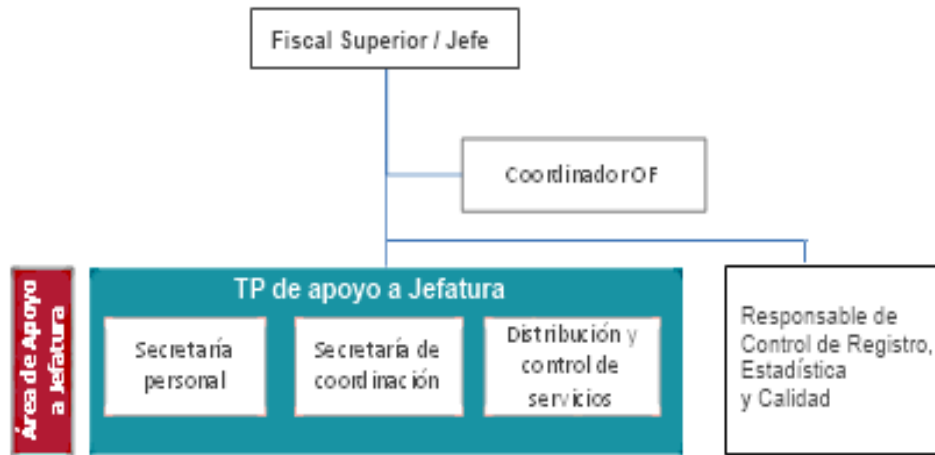 Fiscal Superior / Jefe
Coordinador OF
Área de Apoyo
a Jefatura
TP de apoyo a Jefatura
Secretaría
personal
Secretaría de
coordinación
Distribución y
control de
servicios
Responsable de
Control de Registro,
Estadística
y Calidad